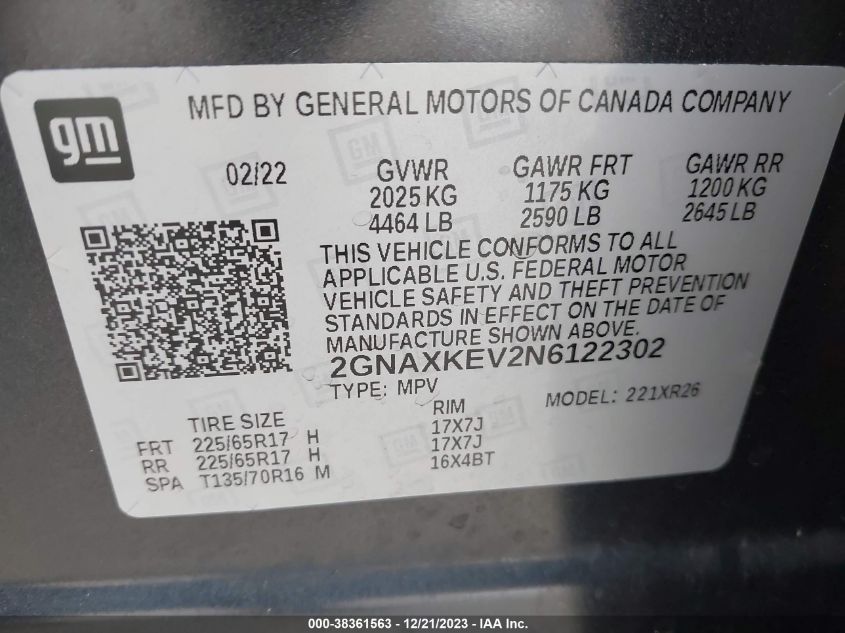 gm
MFD BY GENERAL MOTORS OF CANADA COMPANY
02/22 GVWR GAWR FRT GAWR RR
2025 KG 1175 KG 1200 KG
4464 LB 2590 LB 2645 LB
THIS VEHICLE CONFORMS TO ALL
APPLICABLE U.S. FEDERAL MOTOR
VEHICLE SAFETY AND THEFT PREVENTION
STANDARDS IN EFFECT ON THE DATE OF
MANUFACTURE SHOWN ABOVE.
2GNAXKEV2N6122302
TYPE: MPV MODEL: 221XR26
TIRE SIZE RIM
FRT 225/65R17 H 17X7J
RR 225/65R17 H 17X7J
SPA T135/70R16 M 16X4BT
000-38361563 - 12/21/2023 - IAA Inc.